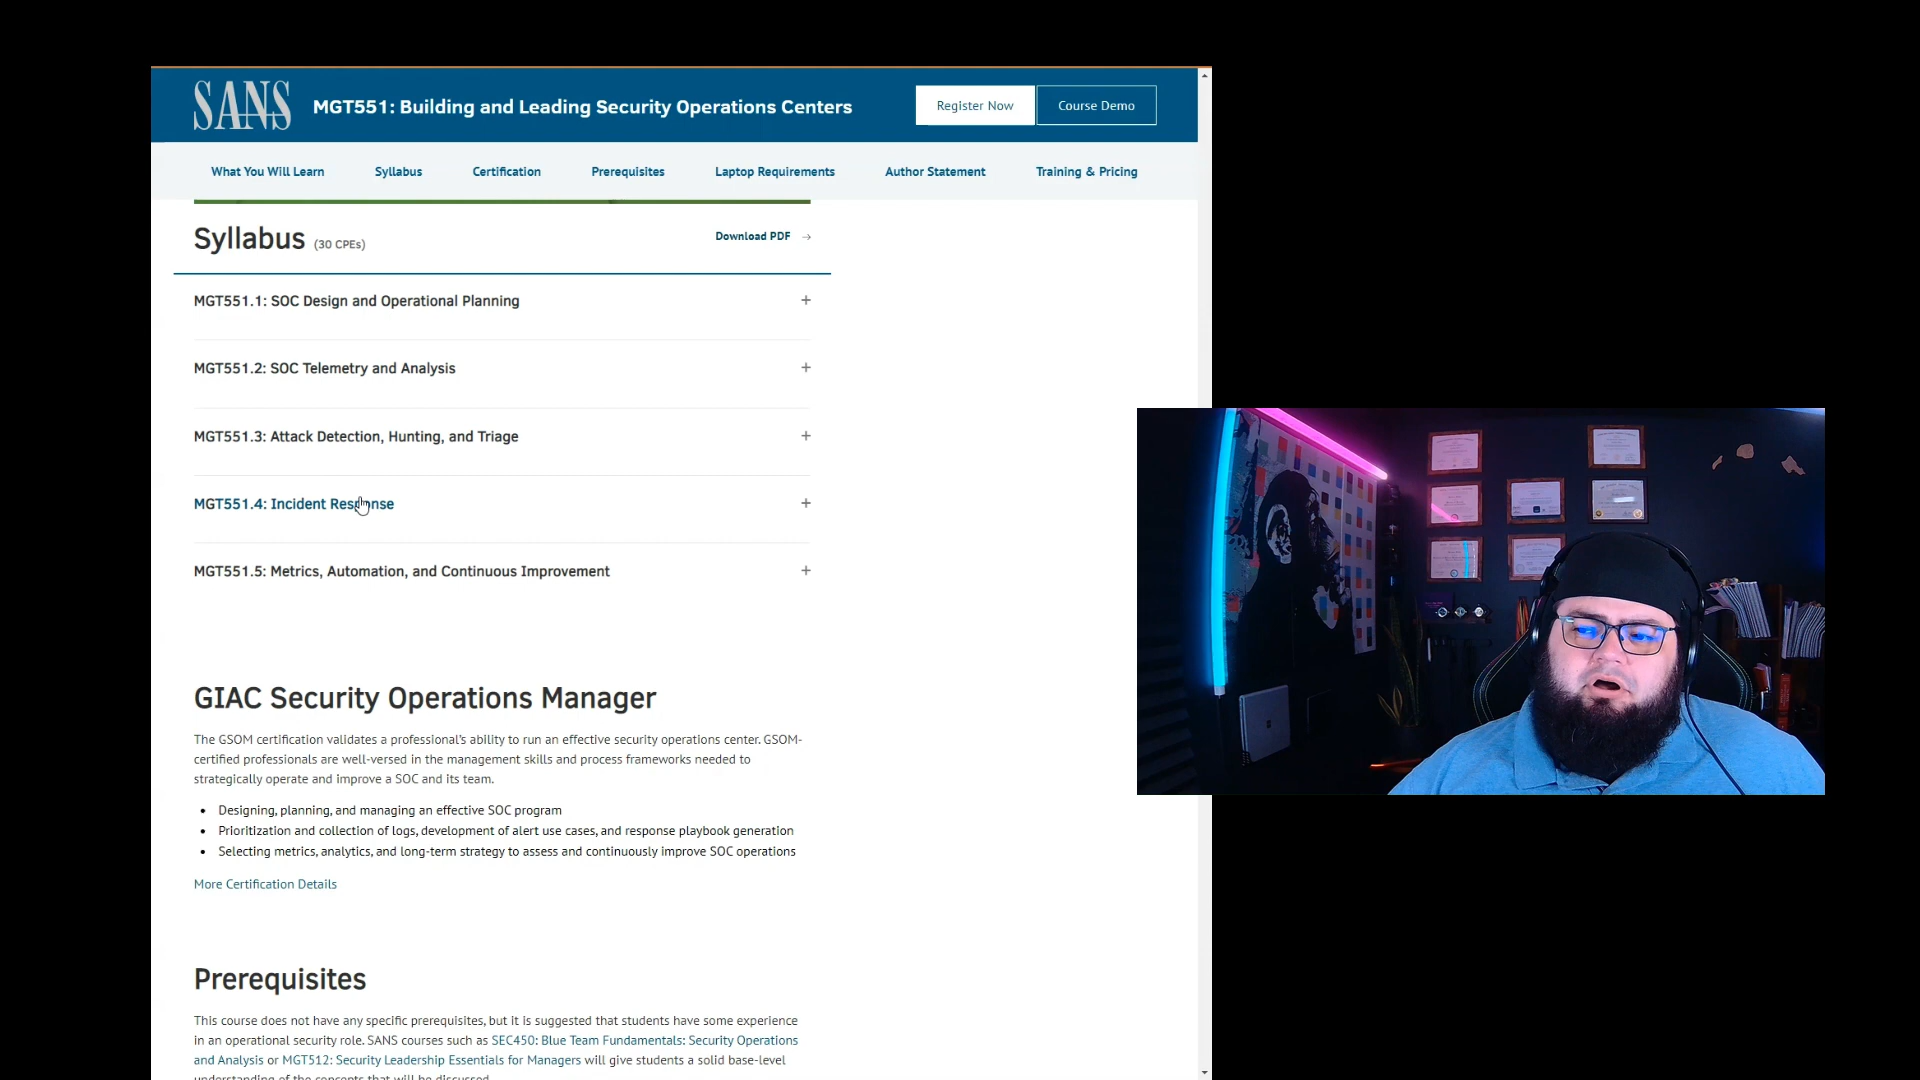 SANS
MGT551: Building and Leading Security Operations Centers
Register Now
Course Demo
What You Will Learn
Syllabus
Certification
Prerequisites
Laptop Requirements
Author Statement
Training & Pricing
Syllabus (30 CPEs)
Download PDF →
MGT551.1: SOC Design and Operational Planning +
MGT551.2: SOC Telemetry and Analysis +
MGT551.3: Attack Detection, Hunting, and Triage +
MGT551.4: Incident Response +
MGT551.5: Metrics, Automation, and Continuous Improvement +
GIAC Security Operations Manager
The GSOM certification validates a professional's ability to run an effective security operations center. GSOM-
certified professionals are well-versed in the management skills and process frameworks needed to
strategically operate and improve a SOC and its team.
• Designing, planning, and managing an effective SOC program
• Prioritization and collection of logs, development of alert use cases, and response playbook generation
• Selecting metrics, analytics, and long-term strategy to assess and continuously improve SOC operations
More Certification Details
Prerequisites
This course does not have any specific prerequisites, but it is suggested that students have some experience
in an operational security role. SANS courses such as SEC450: Blue Team Fundamentals: Security Operations
and Analysis or MGT512: Security Leadership Essentials for Managers will give students a solid base-level
understanding of the concepts that will be discussed.